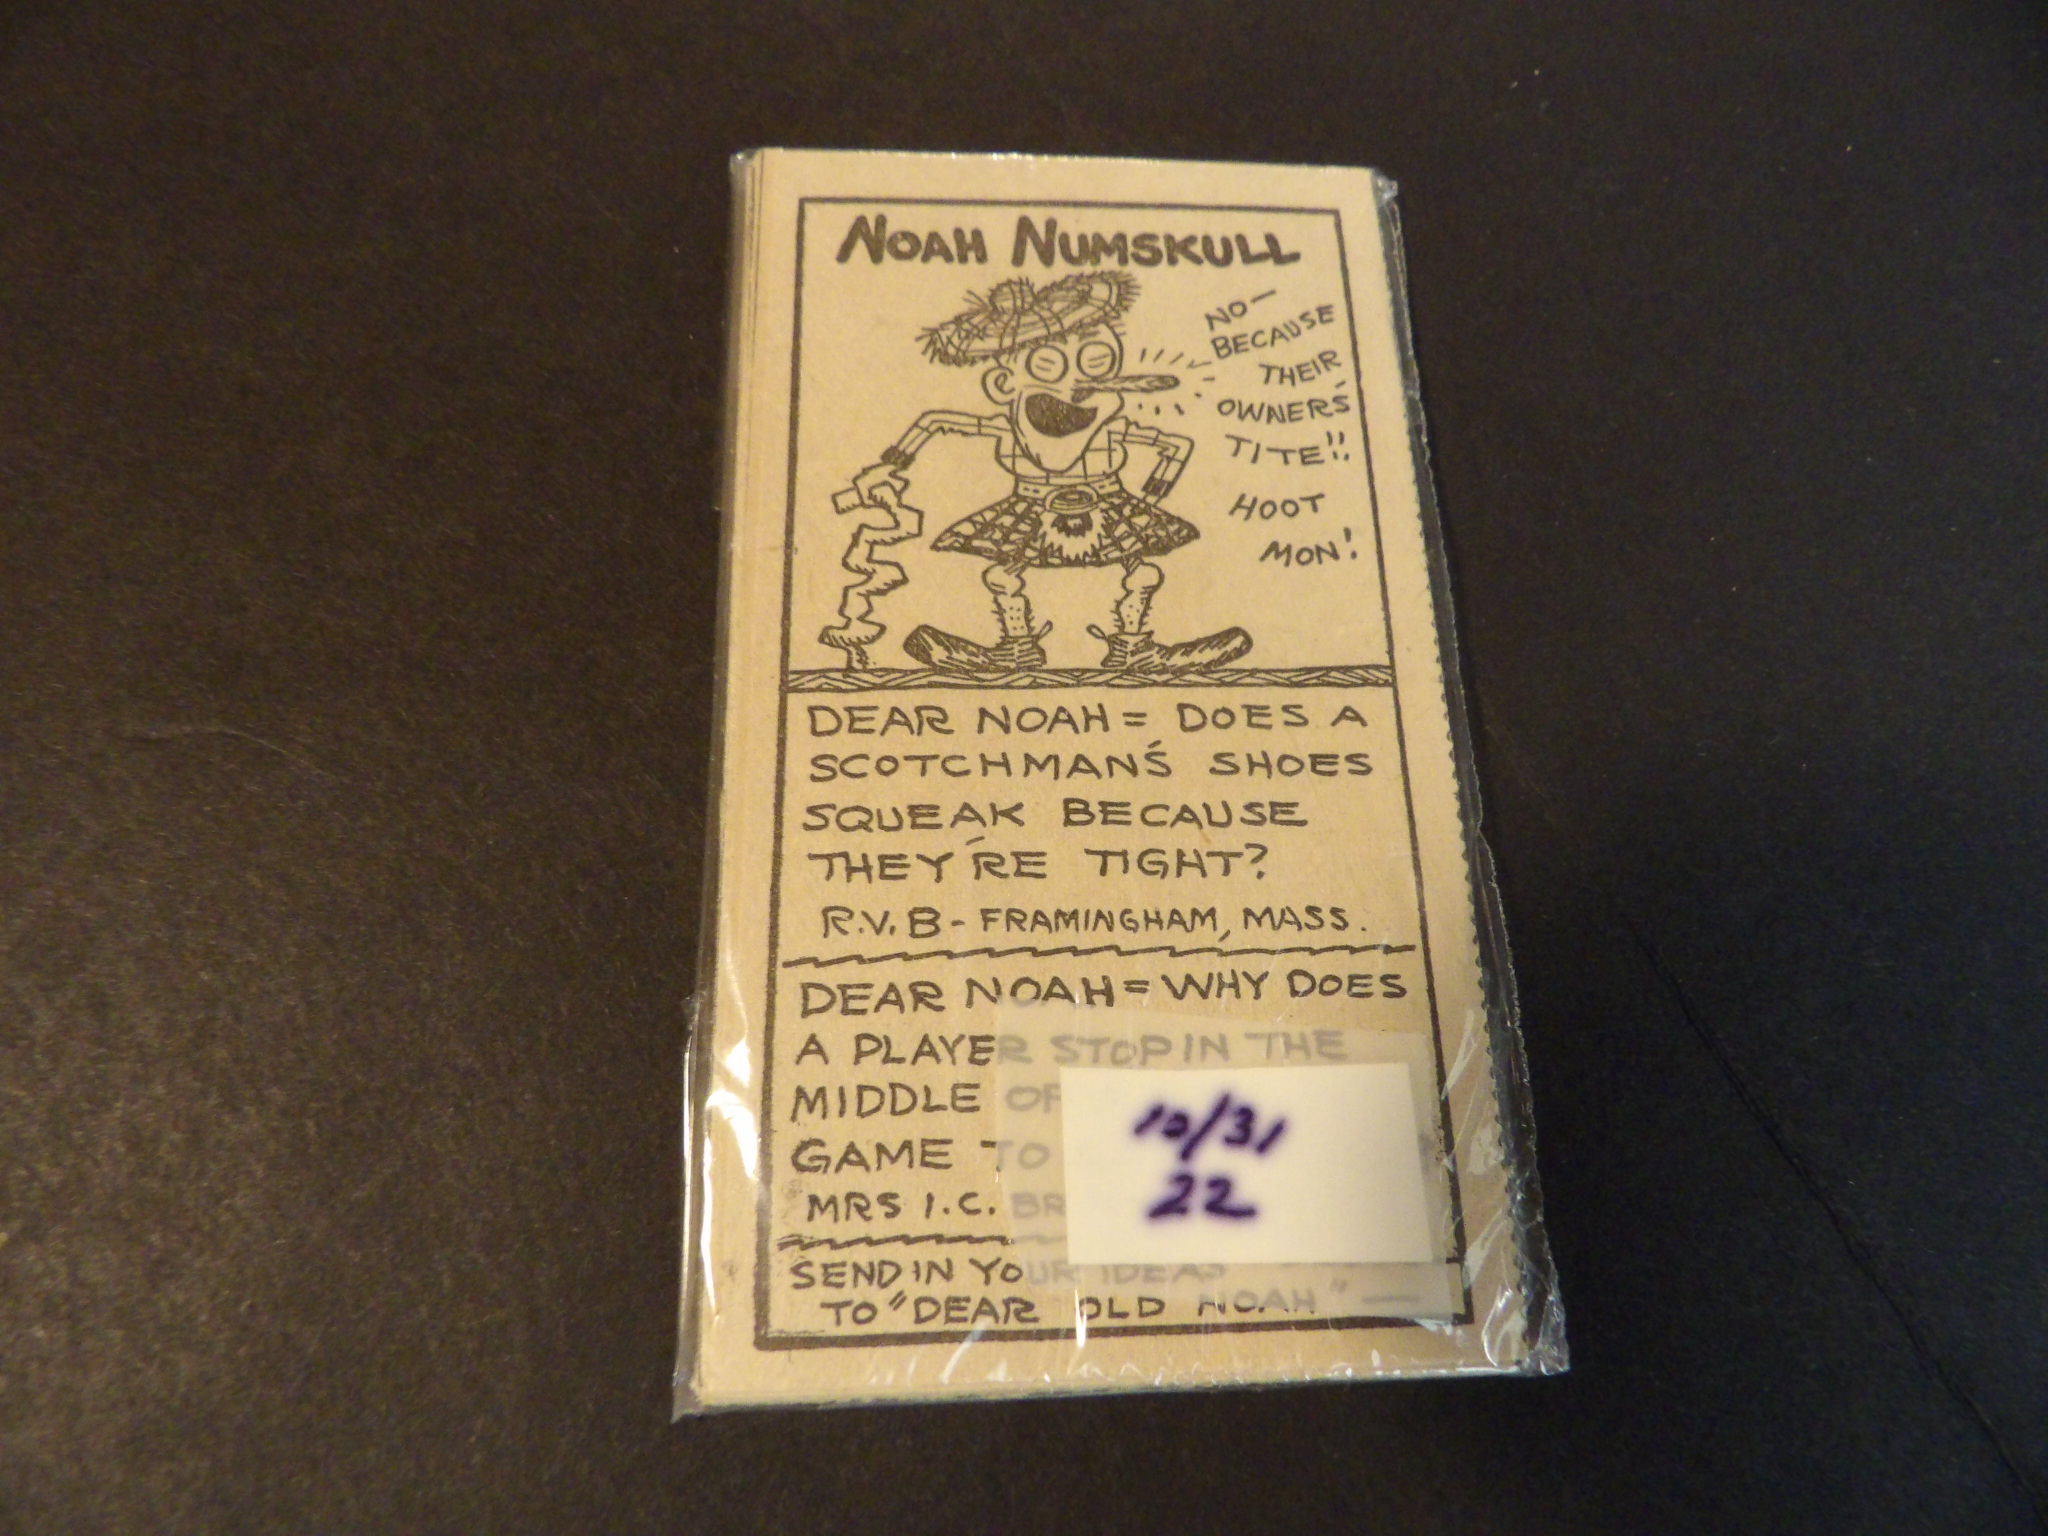 NOAH NUMSKULL
NO—
BECAUSE
THEIR
OWNER'S
TITE!!
HOOT
MON!
DEAR NOAH = DOES A
SCOTCHMAN'S SHOES
SQUEAK BECAUSE
THEY'RE TIGHT?
R.V.B - FRAMINGHAM, MASS.
DEAR NOAH = WHY DOES
A PLAYER STOP IN THE
MIDDLE OF
GAME TO
MRS I.C.
10/31
22
SEND IN YOUR IDEAS
TO "DEAR OLD NOAH" —